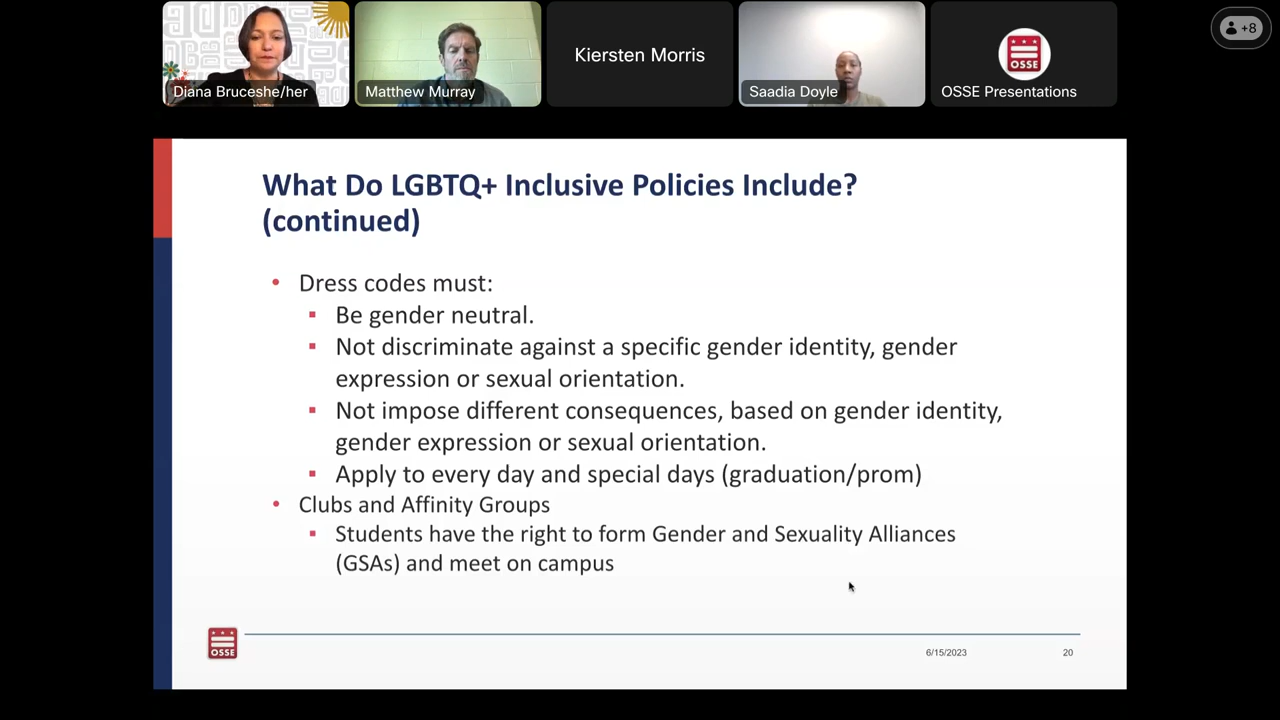 +8
Diana Bruceshe/her
Matthew Murray
Kiersten Morris
Saadia Doyle
OSSE
OSSE Presentations
What Do LGBTQ+ Inclusive Policies Include?
(continued)
• Dress codes must:
▪ Be gender neutral.
▪ Not discriminate against a specific gender identity, gender
expression or sexual orientation.
▪ Not impose different consequences, based on gender identity,
gender expression or sexual orientation.
▪ Apply to every day and special days (graduation/prom)
• Clubs and Affinity Groups
▪ Students have the right to form Gender and Sexuality Alliances
(GSAs) and meet on campus
OSSE
6/15/2023
20